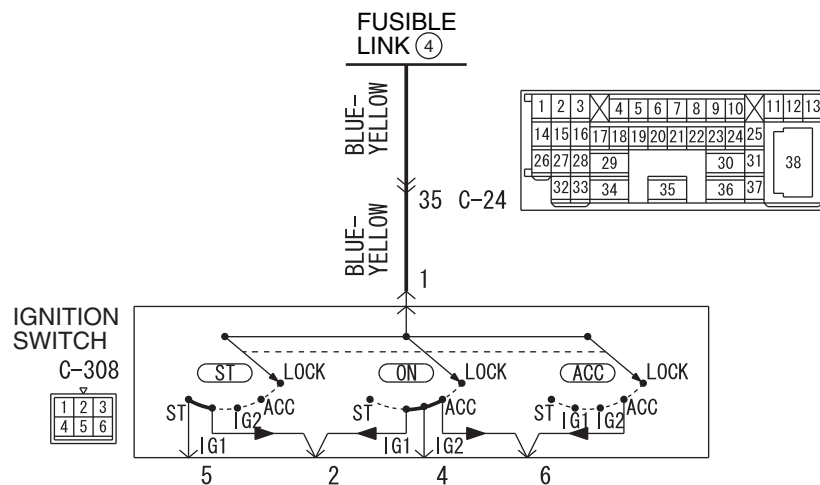 FUSIBLE
LINK ④
BLUE-
YELLOW
1 2 3 4 5 6 7 8 9 10 11 12 13
14 15 16 17 18 19 20 21 22 23 24 25
26 27 28 29 30 31 38
32 33 34 35 36 37
35 C-24
BLUE-
YELLOW
1
IGNITION
SWITCH
C-308
1 2 3
4 5 6
ST LOCK ON LOCK ACC LOCK
ST IG1 IG2 ACC
ST IG1 IG2 ACC
ST IG1 IG2 ACC
5 2 4 6